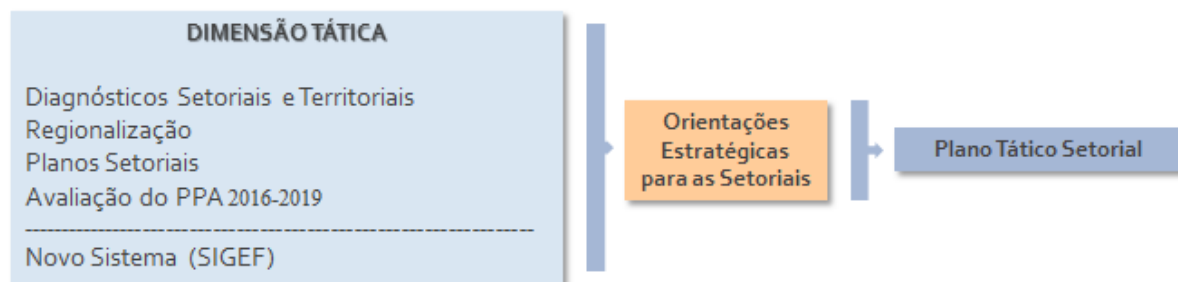 DIMENSÃO TÁTICA
Diagnósticos Setoriais e Territoriais
Regionalização
Planos Setoriais
Avaliação do PPA 2016-2019
Novo Sistema (SIGEF)
Orientações
Estratégicas
para as Setoriais
Plano Tático Setorial